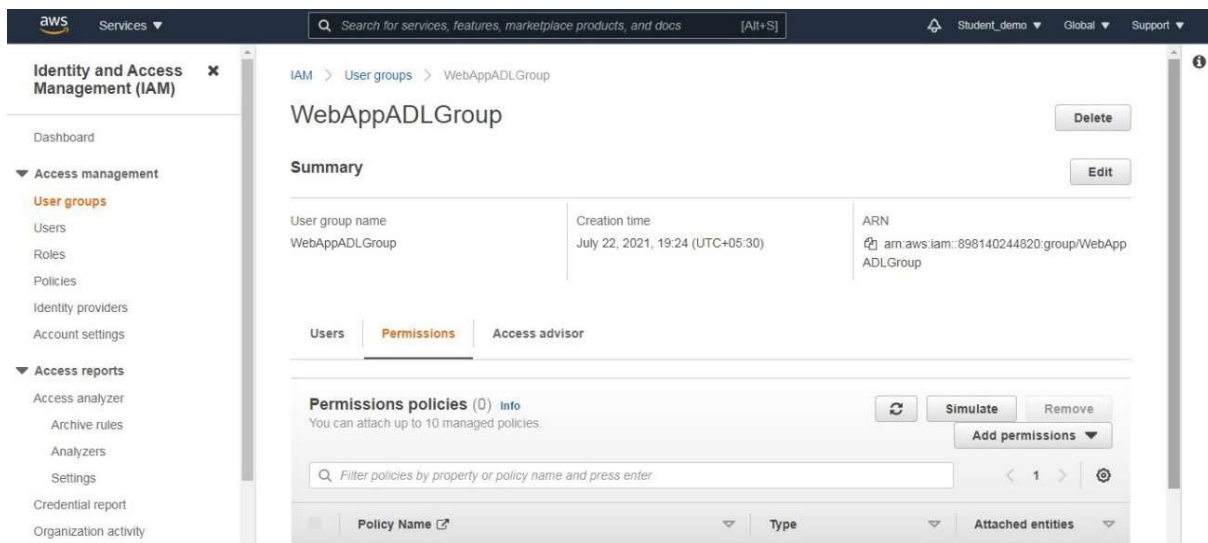 aws Services ▼ Search for services, features, marketplace products, and docs [Alt+S] Student_demo ▼ Global ▼ Support ▼
Identity and Access
Management (IAM)
Dashboard
Access management
User groups
Users
Roles
Policies
Identity providers
Account settings
Access reports
Access analyzer
Archive rules
Analyzers
Settings
Credential report
Organization activity
IAM > User groups > WebAppADLGroup
WebAppADLGroup
Delete
Summary
Edit
User group name
WebAppADLGroup
Creation time
July 22, 2021, 19:24 (UTC+05:30)
ARN
arn:aws:iam::898140244820:group/WebApp
ADLGroup
Users Permissions Access advisor
Permissions policies (0) Info
You can attach up to 10 managed policies.
Simulate Remove
Add permissions ▼
Filter policies by property or policy name and press enter
< 1 >
Policy Name Type Attached entities